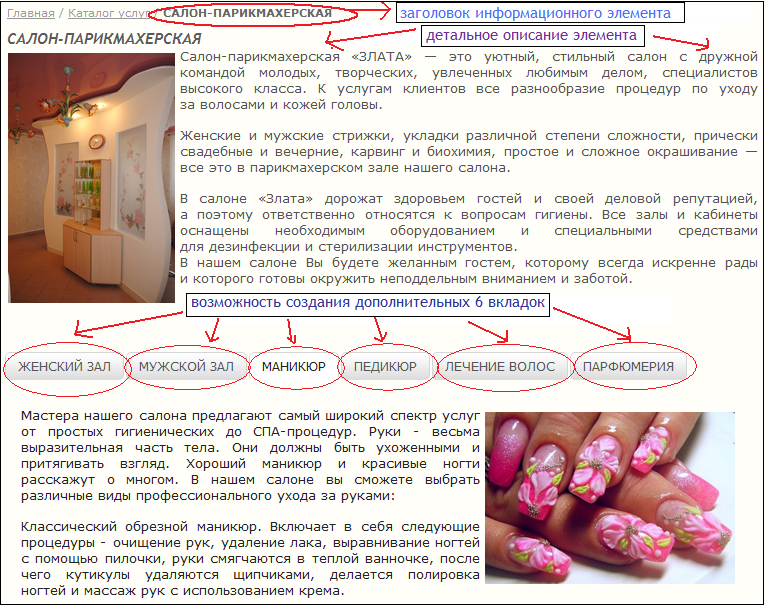 Главная / Каталог услуг САЛОН-ПАРИКМАХЕРСКАЯ
заголовок информационного элемента
детальное описание элемента
САЛОН-ПАРИКМАХЕРСКАЯ
Салон-парикмахерская «ЗЛАТА» — это уютный, стильный салон с дружной
командой молодых, творческих, увлеченных любимым делом, специалистов
высокого класса. К услугам клиентов все разнообразие процедур по уходу
за волосами и кожей головы.
Женские и мужские стрижки, укладки различной степени сложности, прически
свадебные и вечерние, карвинг и биохимия, простое и сложное окрашивание —
все это в парикмахерском зале нашего салона.
В салоне «Злата» дорожат здоровьем гостей и своей деловой репутацией,
а поэтому ответственно относятся к вопросам гигиены. Все залы и кабинеты
оснащены необходимым оборудованием и специальными средствами
для дезинфекции и стерилизации инструментов.
В нашем салоне Вы будете желанным гостем, которому всегда искренне рады
и которого готовы окружить неподдельным вниманием и заботой.
возможность создания дополнительных 6 вкладок
ЖЕНСКИЙ ЗАЛ МУЖСКОЙ ЗАЛ МАНИКЮР ПЕДИКЮР ЛЕЧЕНИЕ ВОЛОС ПАРФЮМЕРИЯ
Мастера нашего салона предлагают самый широкий спектр услуг
от простых гигиенических до СПА-процедур. Руки - весьма
выразительная часть тела. Они должны быть ухоженными и
притягивать взгляд. Хороший маникюр и красивые ногти
расскажут о многом. В нашем салоне вы сможете выбрать
различные виды профессионального ухода за руками:
Классический обрезной маникюр. Включает в себя следующие
процедуры - очищение рук, удаление лака, выравнивание ногтей
с помощью пилочки, руки смягчаются в теплой ванночке, после
чего кутикулы удаляются щипчиками, делается полировка
ногтей и массаж рук с использованием крема.